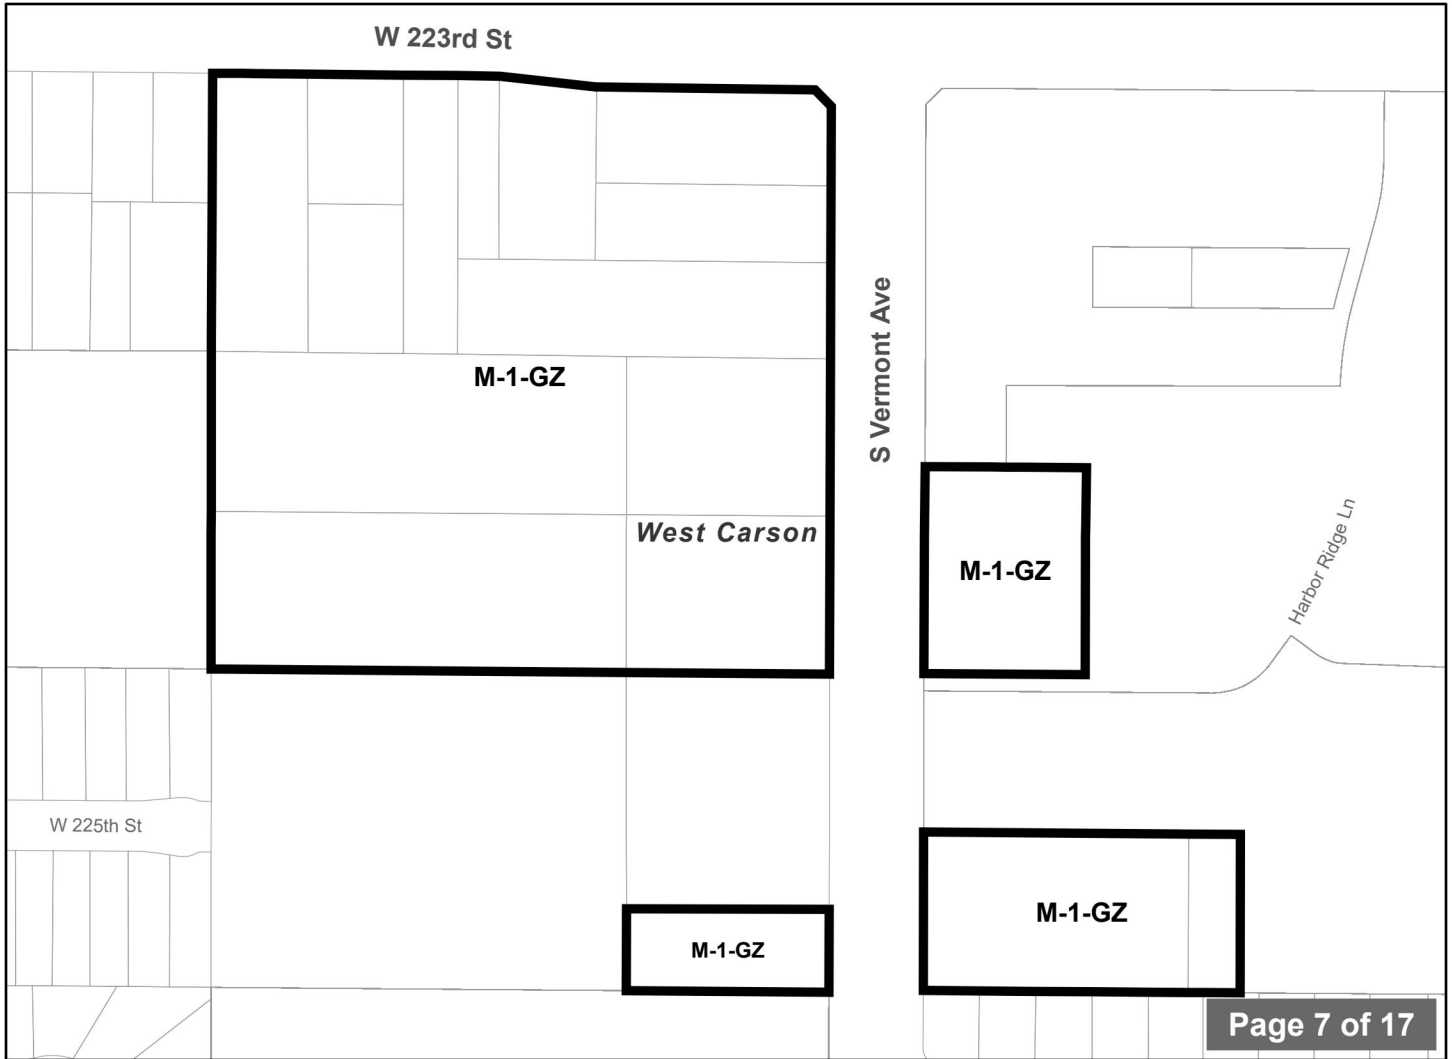 W 223rd St
S Vermont Ave
M-1-GZ
West Carson
M-1-GZ
Harbor Ridge Ln
W 225th St
M-1-GZ
M-1-GZ
Page 7 of 17